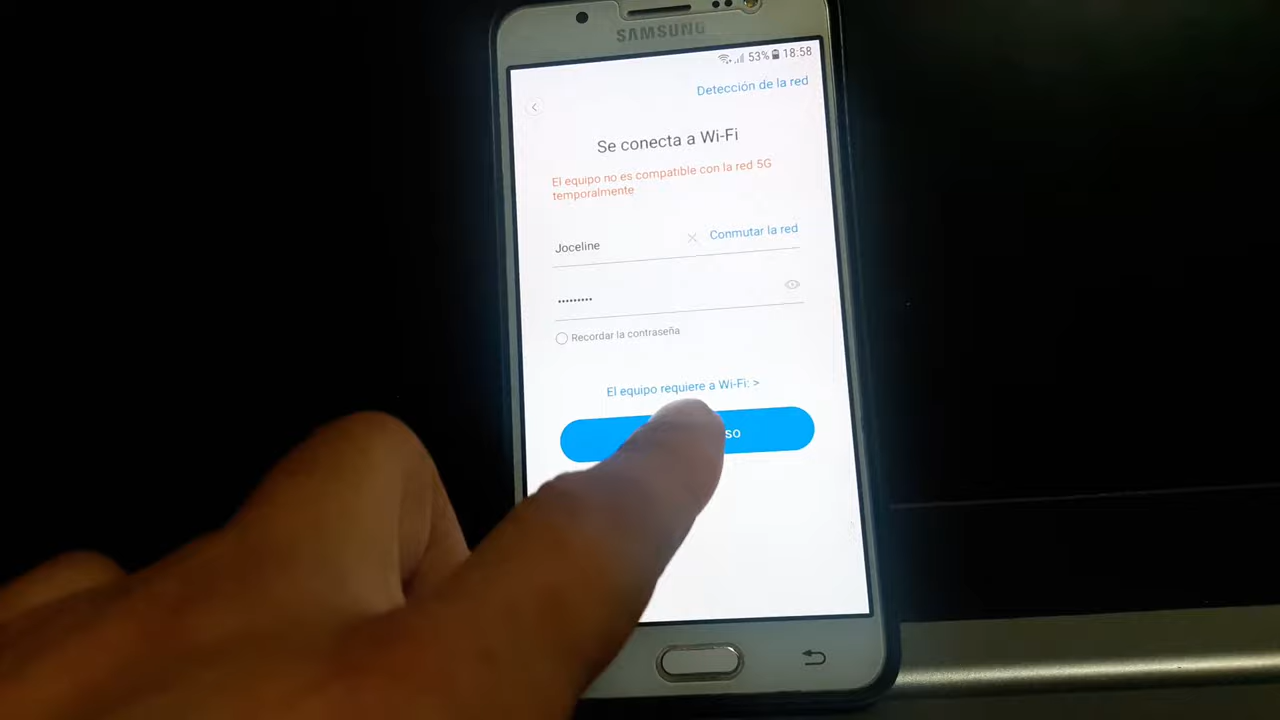 SAMSUNG
53% 18:58
Detección de la red
Se conecta a Wi-Fi
El equipo no es compatible con la red 5G
temporalmente
Joceline
Conmutar la red
•••••••••
Recordar la contraseña
El equipo requiere a Wi-Fi: >
so